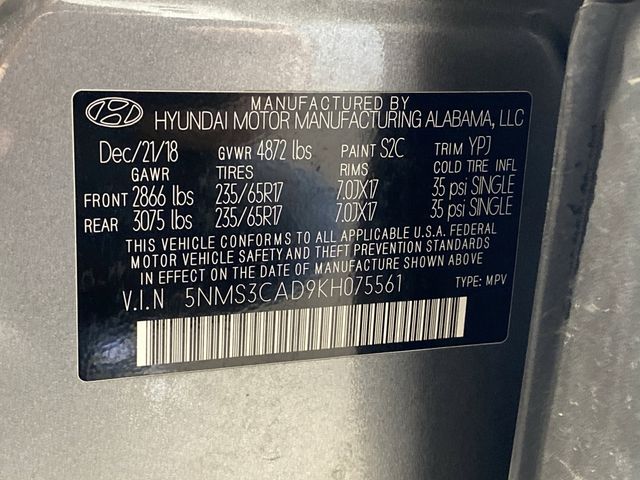 MANUFACTURED BY
HYUNDAI MOTOR MANUFACTURING ALABAMA, LLC
Dec/21/18 GVWR 4872 lbs PAINT S2C TRIM YPJ
GAWR TIRES RIMS COLD TIRE INFL
FRONT 2866 lbs 235/65R17 7.0JX17 35 psi SINGLE
REAR 3075 lbs 235/65R17 7.0JX17 35 psi SINGLE
THIS VEHICLE CONFORMS TO ALL APPLICABLE U.S.A. FEDERAL
MOTOR VEHICLE SAFETY AND THEFT PREVENTION STANDARDS
IN EFFECT ON THE DATE OF MANUFACTURE SHOWN ABOVE
V.I.N 5NMS3CAD9KH075561 TYPE: MPV